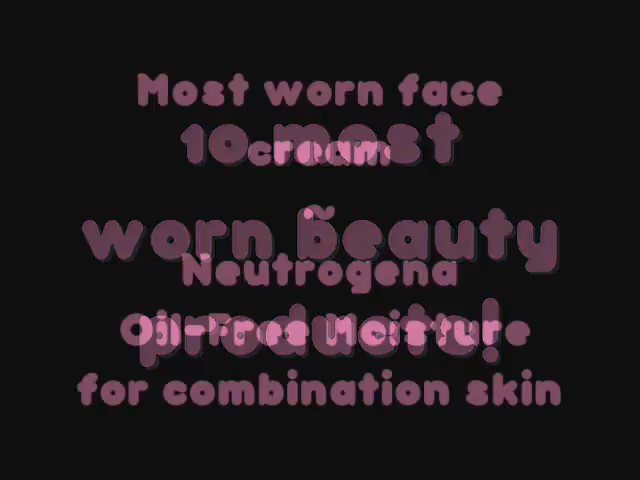 Most worn face
10 most
cream
worn beauty
~
Neutrogena
Oil-Free Moisture
products!
for combination skin